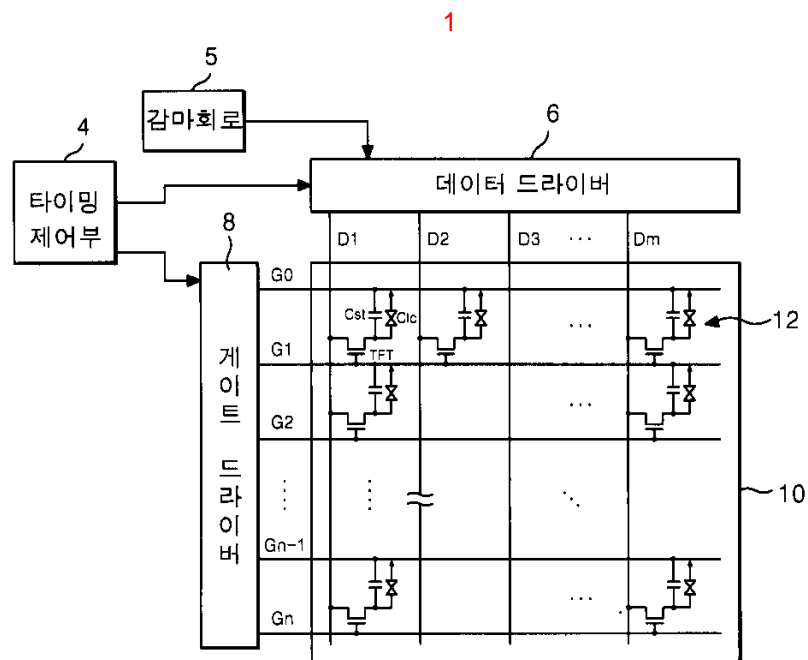 1
5
감마회로
4
타이밍
제어부
6
데이터 드라이버
8
게이트 드라이버
D1 D2 D3 ··· Dm
G0
Cst Clc
··· 12
G1 TFT
G2 ···
10
Gn-1
Gn ···